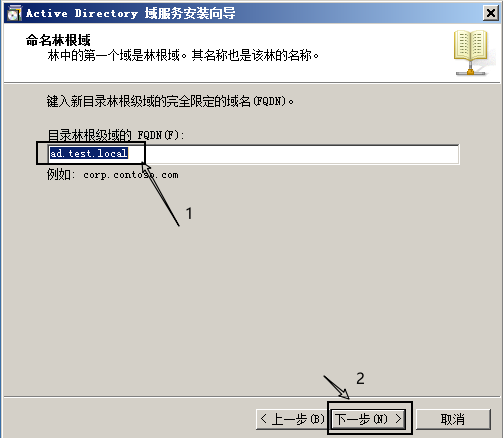 Active Directory 域服务安装向导
命名林根域
林中的第一个域是林根域。其名称也是该林的名称。
键入新目录林根级域的完全限定的域名(FQDN)。
目录林根级域的 FQDN(F):
ad.test.local
例如: corp.contoso.com
1
2
< 上一步(B) 下一步(N) > 取消